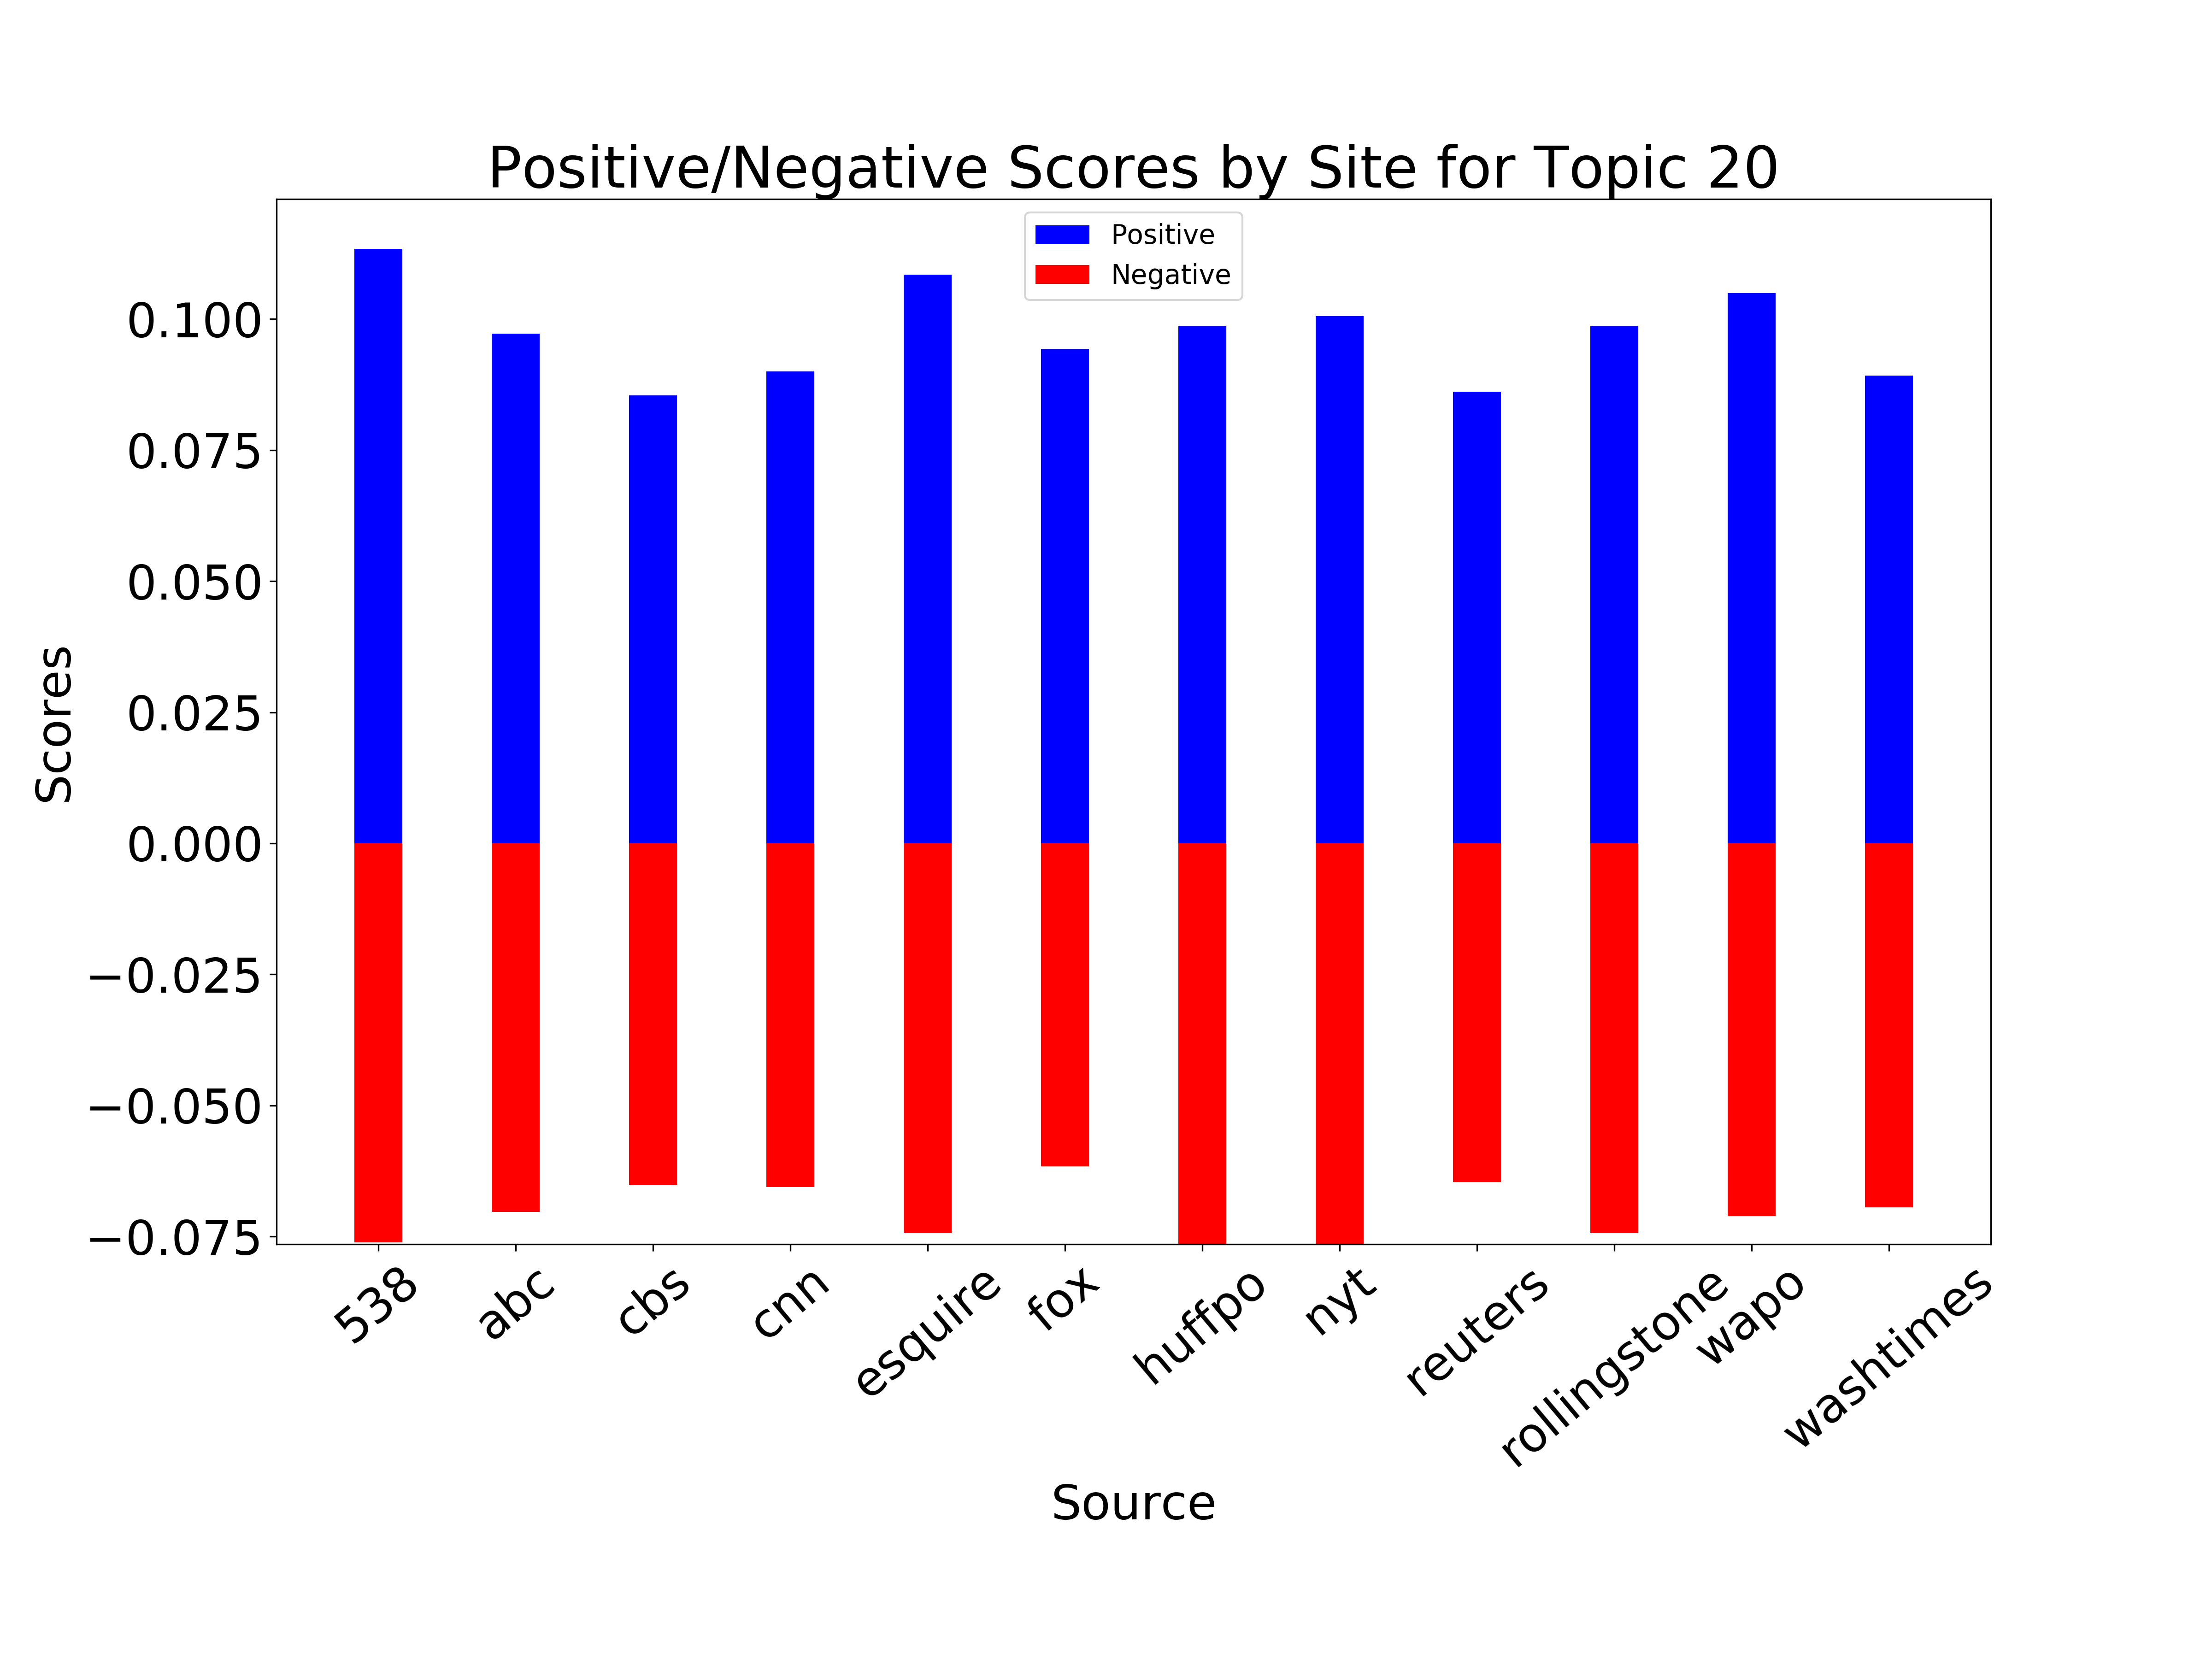 Positive/Negative Scores by Site for Topic 20
Positive
Negative
0.100
0.075
0.050
0.025
0.000
−0.025
−0.050
−0.075
Scores
538
abc
cbs
cnn
esquire
fox
huffpo
nyt
reuters
rollingstone
wapo
washtimes
Source